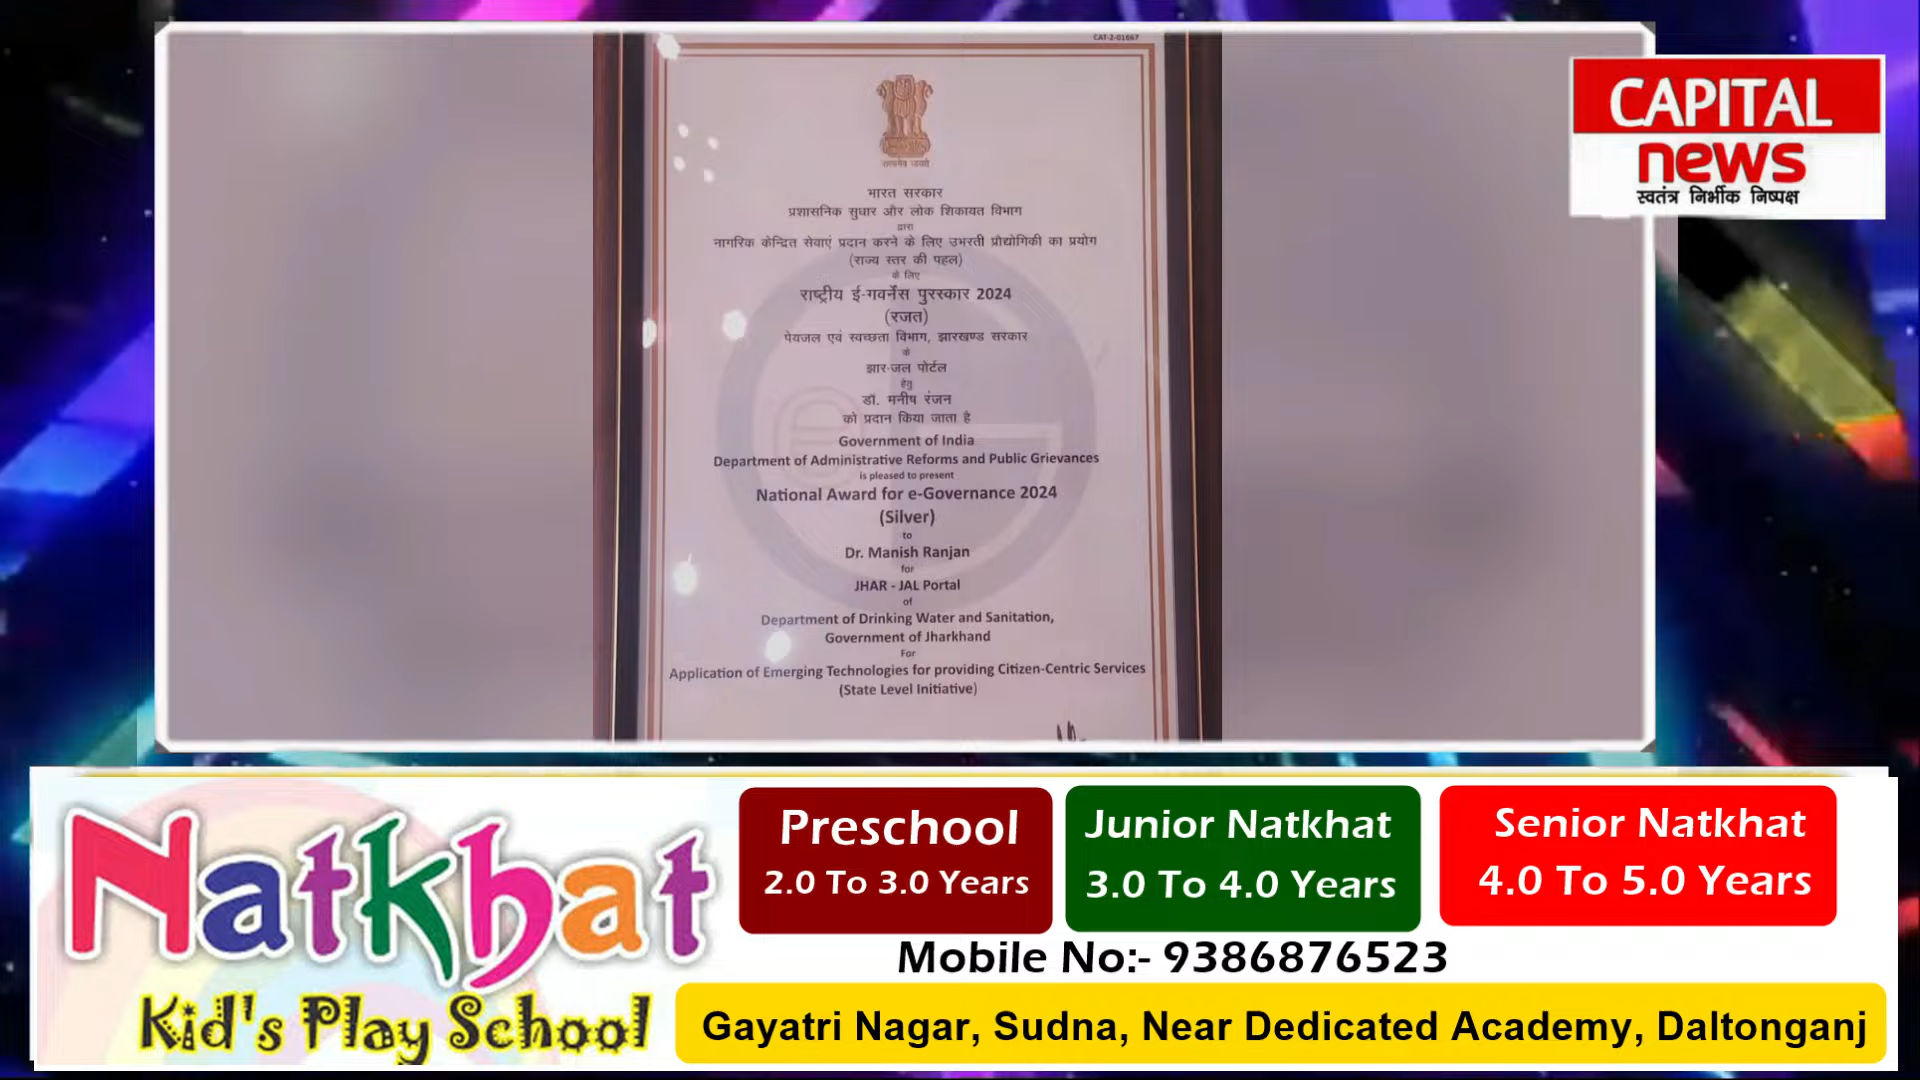 CAT-2-01667
सत्यमेव जयते
भारत सरकार
प्रशासनिक सुधार और लोक शिकायत विभाग
द्वारा
नागरिक केन्द्रित सेवाएं प्रदान करने के लिए उभरती प्रौद्योगिकी का प्रयोग
(राज्य स्तर की पहल)
के लिए
राष्ट्रीय ई-गवर्नेंस पुरस्कार 2024
(रजत)
पेयजल एवं स्वच्छता विभाग, झारखण्ड सरकार
के
झार-जल पोर्टल
हेतु
डॉ. मनीष रंजन
को प्रदान किया जाता है
Government of India
Department of Administrative Reforms and Public Grievances
is pleased to present
National Award for e-Governance 2024
(Silver)
to
Dr. Manish Ranjan
for
JHAR - JAL Portal
of
Department of Drinking Water and Sanitation,
Government of Jharkhand
For
Application of Emerging Technologies for providing Citizen-Centric Services
(State Level Initiative)
CAPITAL
news
स्वतंत्र निर्भीक निष्पक्ष
Natkhat
Kid's Play School
Preschool
2.0 To 3.0 Years
Junior Natkhat
3.0 To 4.0 Years
Senior Natkhat
4.0 To 5.0 Years
Mobile No:- 9386876523
Gayatri Nagar, Sudna, Near Dedicated Academy, Daltonganj